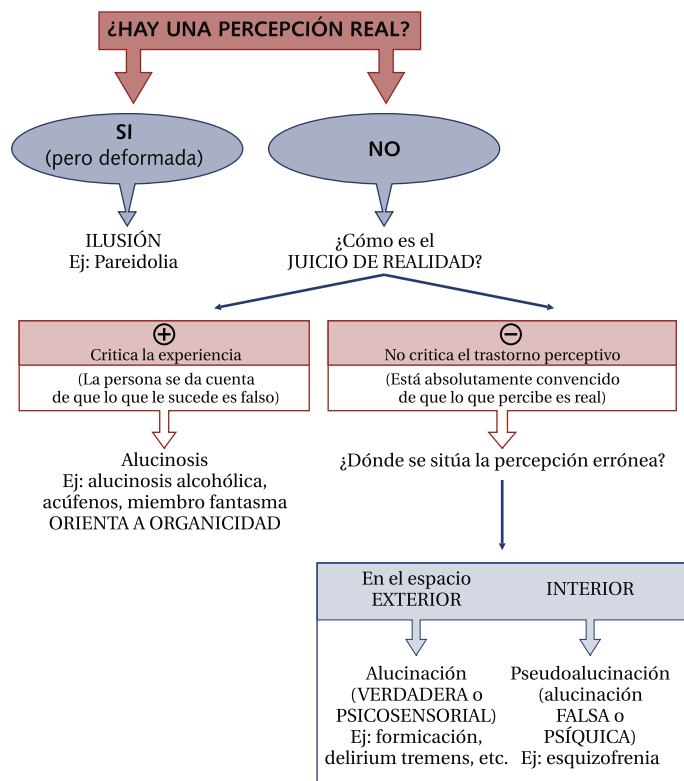 ¿HAY UNA PERCEPCIÓN REAL?
SI
(pero deformada)
NO
ILUSIÓN
Ej: Pareidolia
¿Cómo es el
JUICIO DE REALIDAD?
+
Critica la experiencia
(La persona se da cuenta
de que lo que le sucede es falso)
−
No critica el trastorno perceptivo
(Está absolutamente convencido
de que lo que percibe es real)
Alucinosis
Ej: alucinosis alcohólica,
acúfenos, miembro fantasma
ORIENTA A ORGANICIDAD
¿Dónde se sitúa la percepción errónea?
En el espacio
EXTERIOR
INTERIOR
Alucinación
(VERDADERA o
PSICOSENSORIAL)
Ej: formicación,
delirium tremens, etc.
Pseudoalucinación
(alucinación
FALSA o
PSÍQUICA)
Ej: esquizofrenia